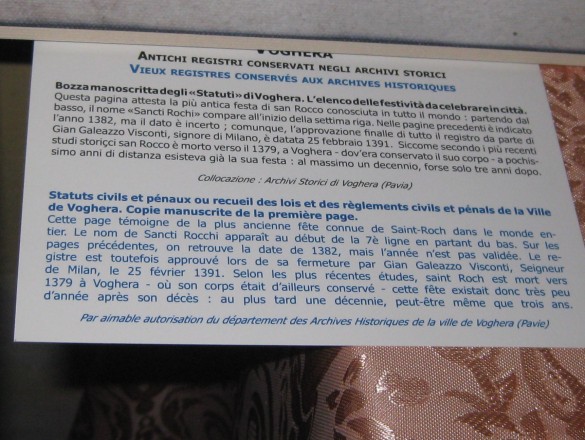 VOGHERA
ANTICHI REGISTRI CONSERVATI NEGLI ARCHIVI STORICI
VIEUX REGISTRES CONSERVÉS AUX ARCHIVES HISTORIQUES
Bozza manoscritta degli «Statuti» di Voghera. L'elenco delle festività da celebrare in città.
Questa pagina attesta la più antica festa di san Rocco conosciuta in tutto il mondo : partendo dal
basso, il nome «Sancti Rochi» compare all'inizio della settima riga. Nelle pagine precedenti è indicato
l'anno 1382, ma il dato è incerto ; comunque, l'approvazione finalle di tutto il registro da parte di
Gian Galeazzo Visconti, signore di Milano, è datata 25 febbraio 1391. Siccome secondo i più recenti
studi storiçci san Rocco è morto verso il 1379, a Voghera - dov'era conservato il suo corpo - a pochis-
simo anni di distanza esisteva già la sua festa : al massimo un decennio, forse solo tre anni dopo.
Collocazione : Archivi Storici di Voghera (Pavia)
Statuts civils et pénaux ou recueil des lois et des règlements civils et pénals de la Ville
de Voghera. Copie manuscrite de la première page.
Cette page témoigne de la plus ancienne fête connue de Saint-Roch dans le monde en-
tier. Le nom de Sancti Rocchi apparaît au début de la 7è ligne en partant du bas. Sur les
pages précédentes, on retrouve la date de 1382, mais l'année n'est pas validée. Le re-
gistre est toutefois approuvé lors de sa fermeture par Gian Galeazzo Visconti, Seigneur
de Milan, le 25 février 1391. Selon les plus récentes études, saint Roch est mort vers
1379 à Voghera - où son corps était d'ailleurs conservé - cette fête existait donc très peu
d'année après son décès : au plus tard une décennie, peut-être même que trois ans.
Par aimable autorisation du département des Archives Historiques de la ville de Voghera (Pavie)